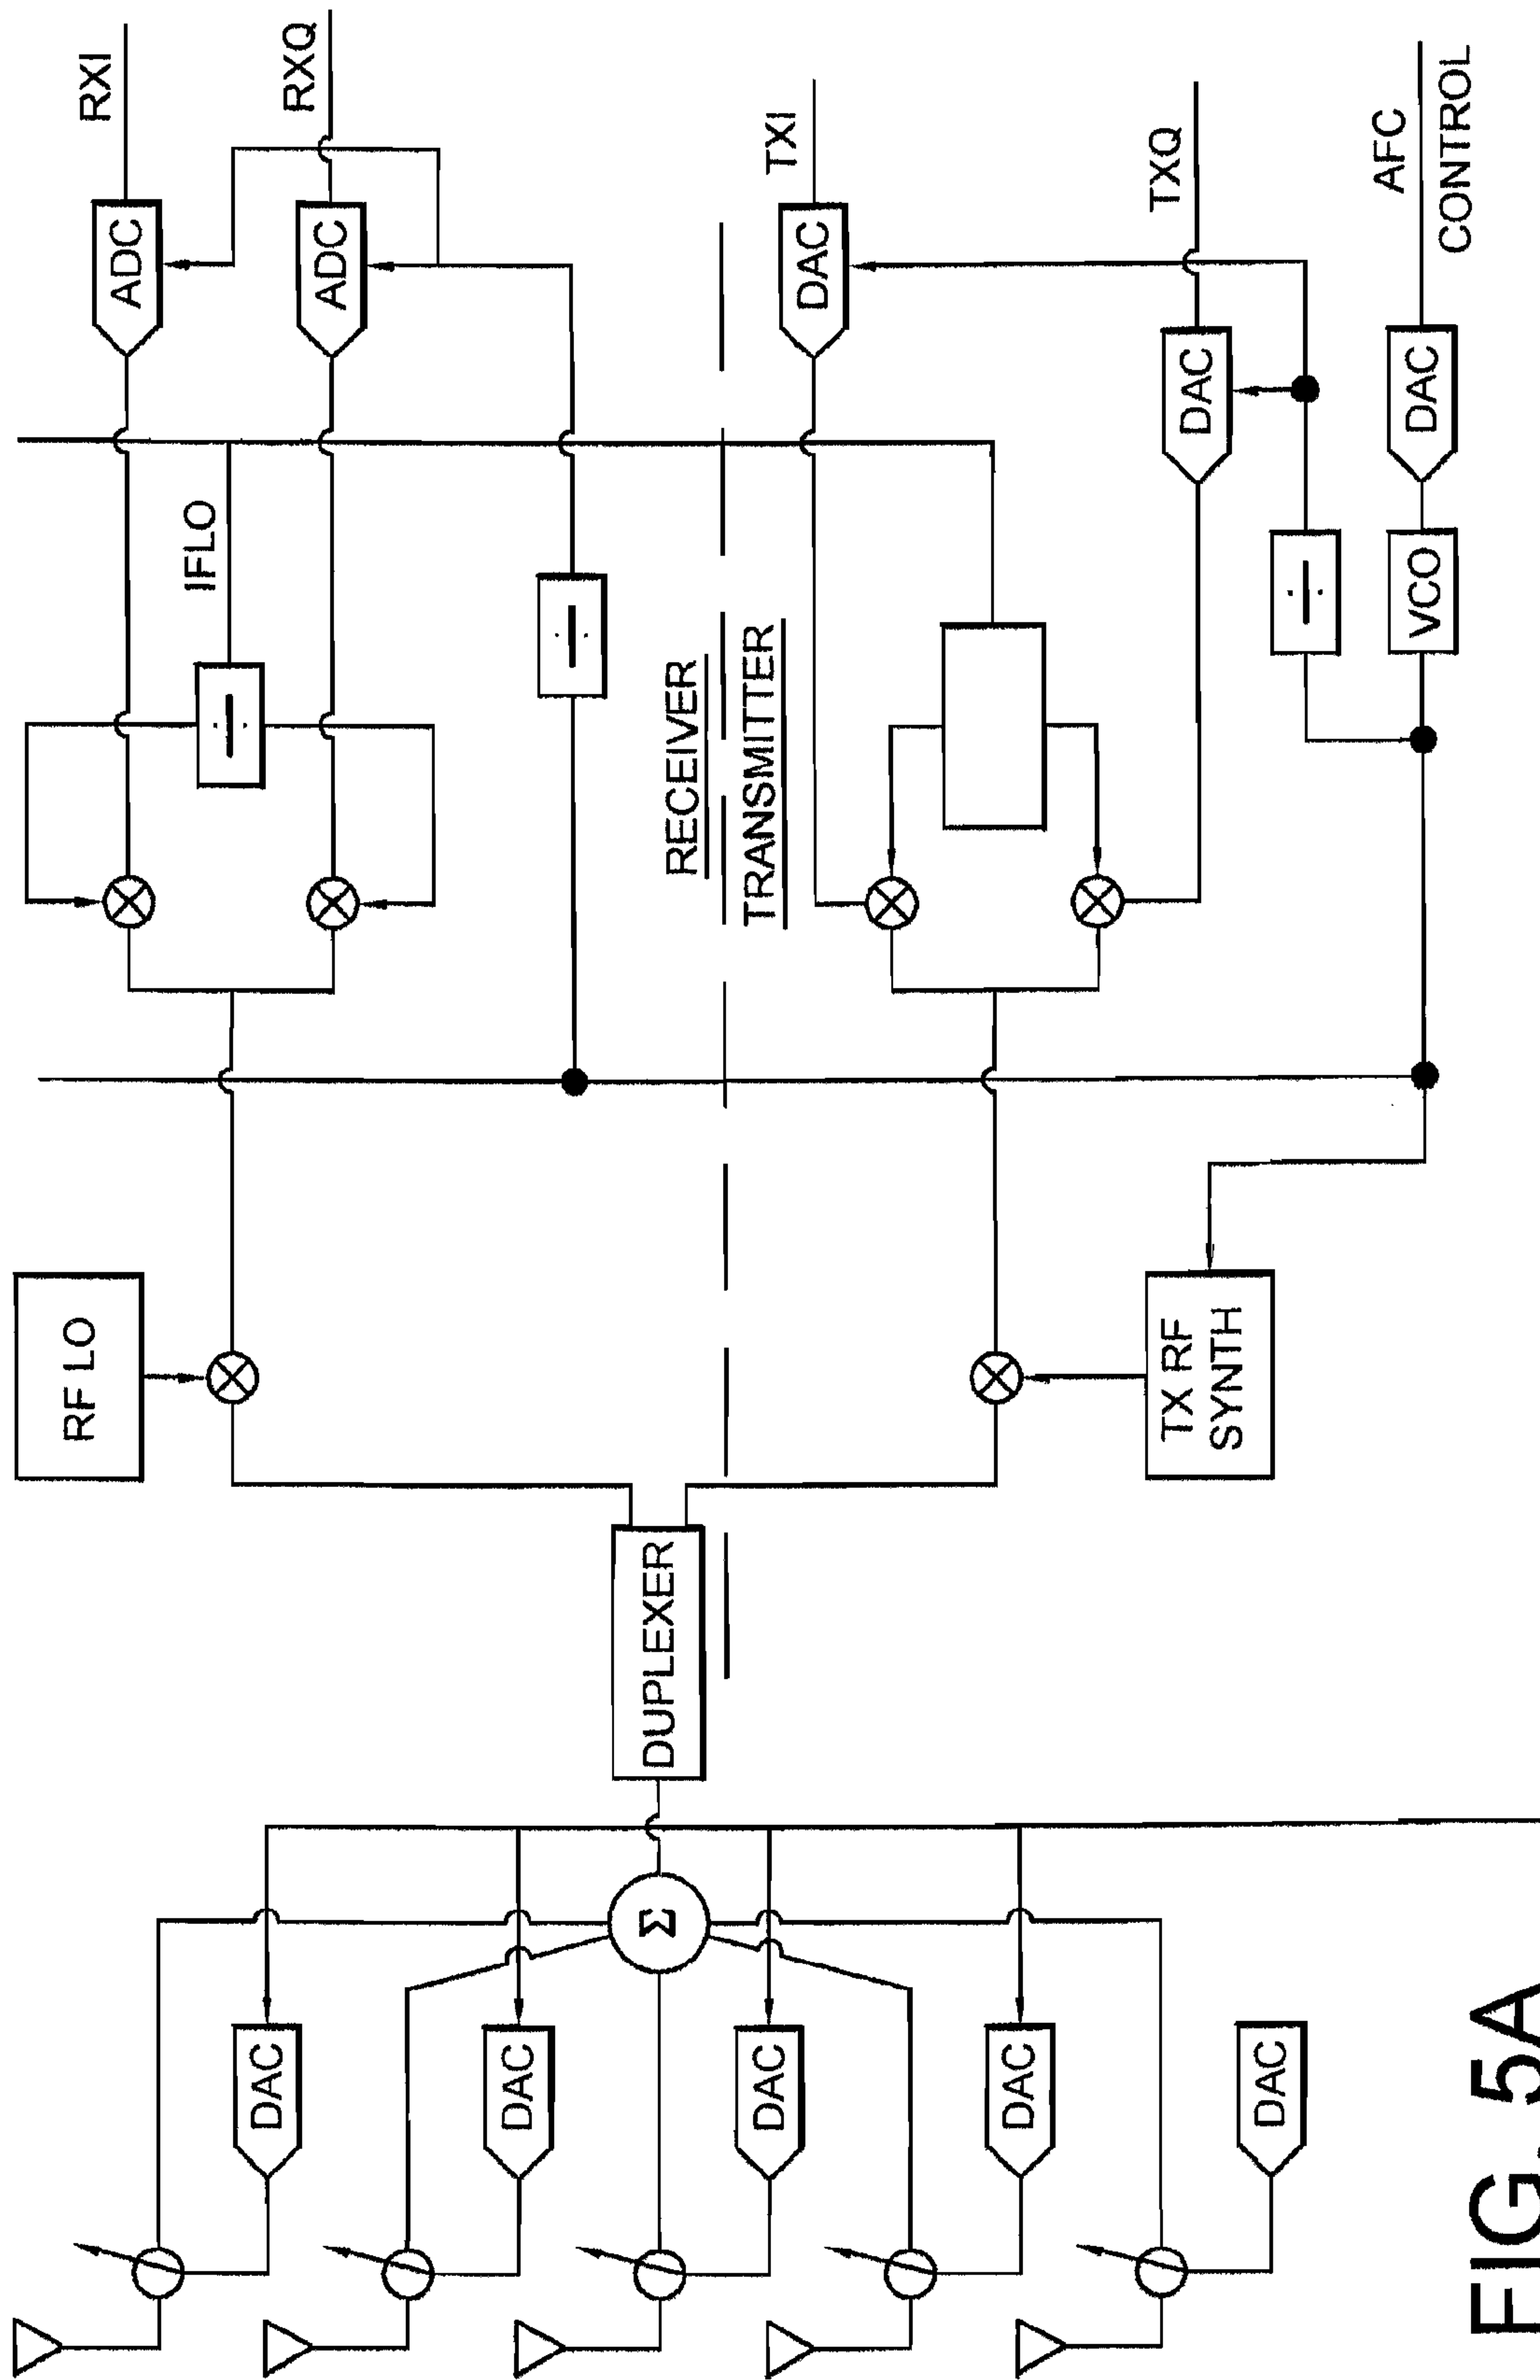 RF LO
RXI
ADC
IFLO
÷
DAC
RXQ
ADC
DAC
÷
Σ
DUPLEXER
RECEIVER
TRANSMITTER
DAC
DAC
TXI
DAC
TX RF
SYNTH
DAC
TXQ
DAC
÷
VCO
DAC
AFC
CONTROL
FIG. 5A